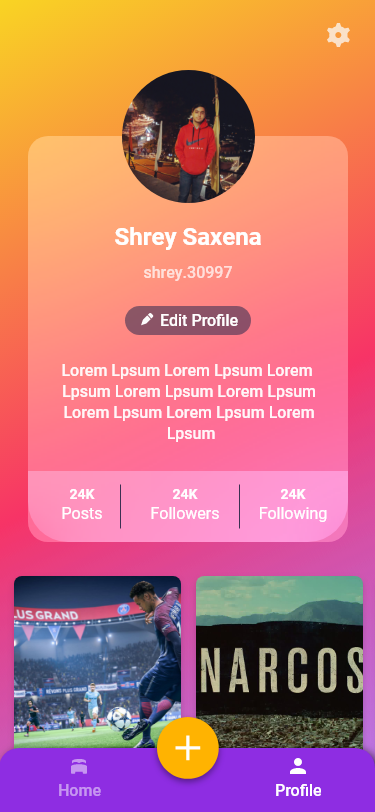 Shrey Saxena
shrey.30997
Edit Profile
Lorem Lpsum Lorem Lpsum Lorem
Lpsum Lorem Lpsum Lorem Lpsum
Lorem Lpsum Lorem Lpsum Lorem
Lpsum
24K
Posts
24K
Followers
24K
Following
LUS GRAND
NARCOS
Home
Profile